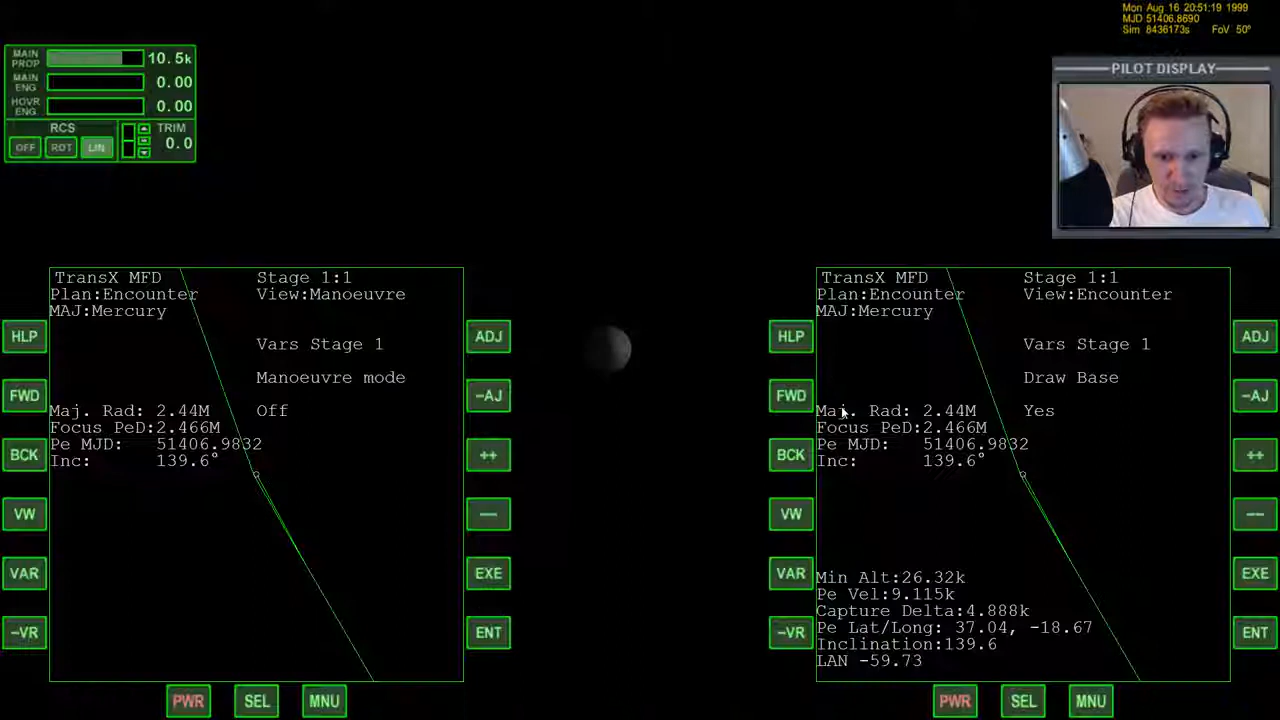 Mon Aug 16 20:51:19 1999
MJD 51406.8690
Sim 8436173s FoV 50°
MAIN PROP 10.5k
MAIN ENG 0.00
HOVR ENG 0.00
RCS TRIM
OFF ROT LIN 0.0
PILOT DISPLAY
TransX MFD Stage 1:1
Plan:Encounter View:Manoeuvre
MAJ:Mercury
Vars Stage 1
Manoeuvre mode
Off
Maj. Rad: 2.44M
Focus PeD:2.466M
Pe MJD: 51406.9832
Inc: 139.6°
HLP
FWD
BCK
VW
VAR
-VR
ADJ
-AJ
++
--
EXE
ENT
PWR SEL MNU
TransX MFD Stage 1:1
Plan:Encounter View:Encounter
MAJ:Mercury
Vars Stage 1
Draw Base
Yes
Maj. Rad: 2.44M
Focus PeD:2.466M
Pe MJD: 51406.9832
Inc: 139.6°
Min Alt:26.32k
Pe Vel:9.115k
Capture Delta:4.888k
Pe Lat/Long: 37.04, -18.67
Inclination:139.6
LAN -59.73
HLP
FWD
BCK
VW
VAR
-VR
ADJ
-AJ
++
--
EXE
ENT
PWR SEL MNU